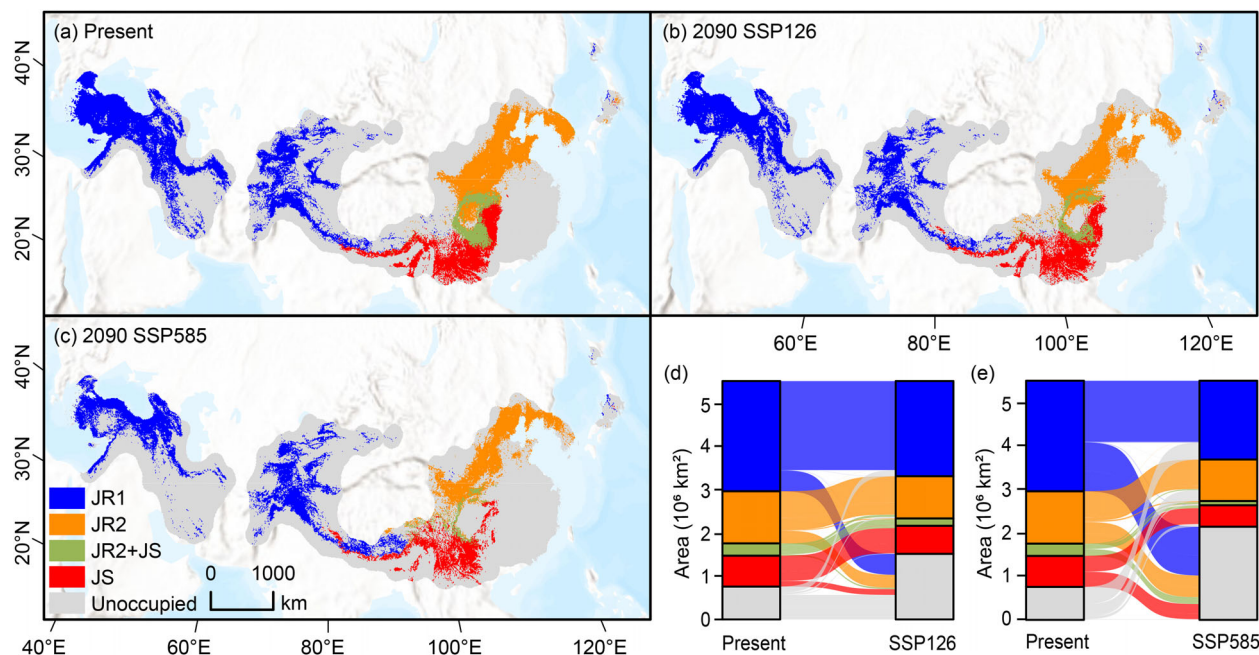 (a) Present
(b) 2090 SSP126
40°N
30°N
20°N
(c) 2090 SSP585
60°E 80°E 100°E 120°E
40°N
30°N
20°N
JR1
JR2
JR2+JS
JS
Unoccupied
0 1000
km
40°E 60°E 80°E 100°E 120°E
(d)
Area (10⁶ km²)
5
4
3
2
1
0
Present SSP126
(e)
Area (10⁶ km²)
5
4
3
2
1
0
Present SSP585